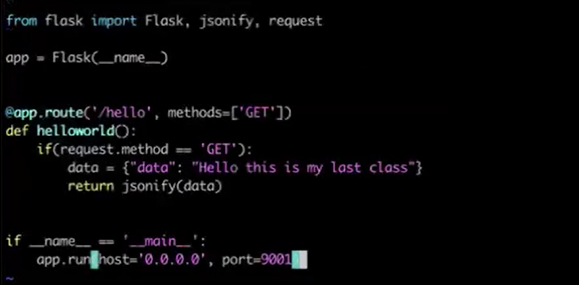 from flask import Flask, jsonify, request
app = Flask(__name__)
@app.route('/hello', methods=['GET'])
def helloworld():
    if(request.method == 'GET'):
        data = {"data": "Hello this is my last class"}
        return jsonify(data)
if __name__ == '__main__':
    app.run(host='0.0.0.0', port=9001)
~